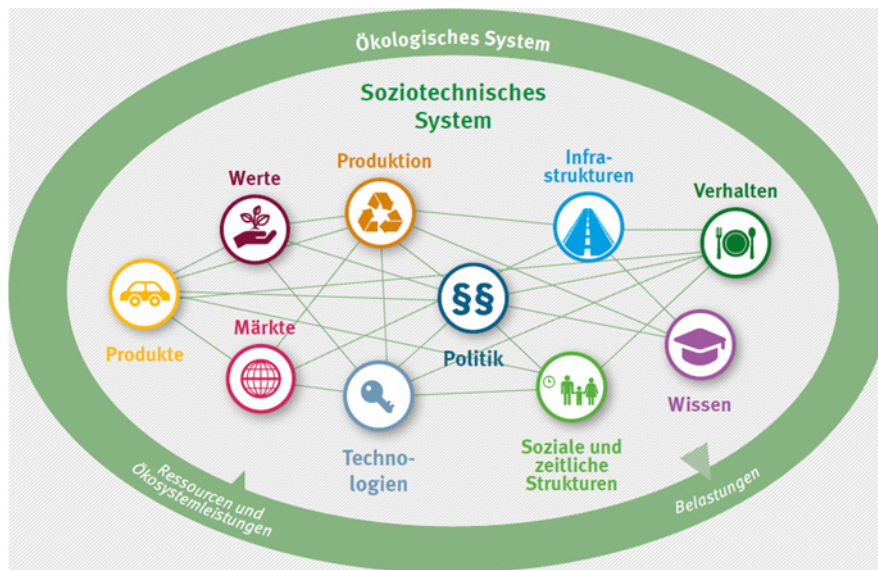 Ökologisches System
Soziotechnisches
System
Produktion
Infra-
strukturen
Werte
Verhalten
§§
Produkte
Märkte
Politik
Wissen
Techno-
logien
Soziale und
zeitliche
Strukturen
Ressourcen und
Ökosystemleistungen
Belastungen